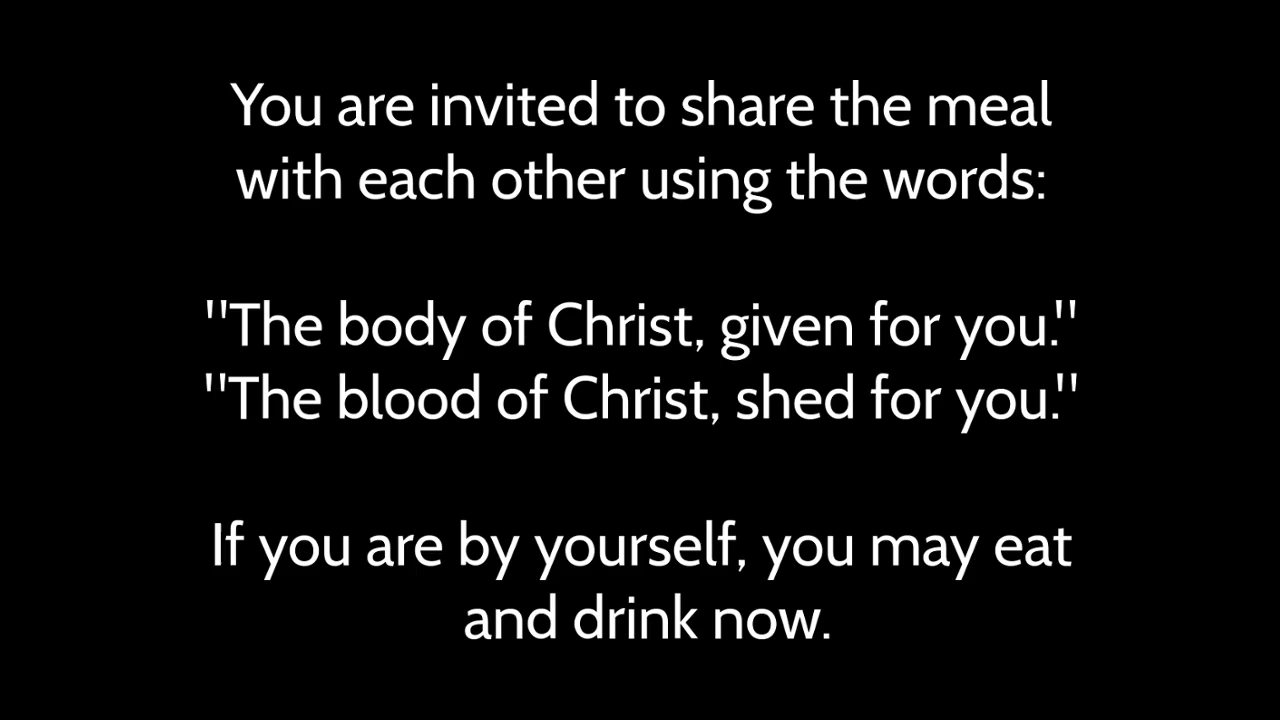 You are invited to share the meal
with each other using the words:
"The body of Christ, given for you."
"The blood of Christ, shed for you."
If you are by yourself, you may eat
and drink now.